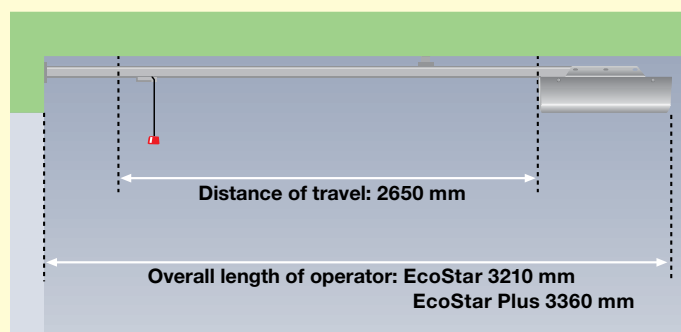 Distance of travel: 2650 mm
Overall length of operator: EcoStar 3210 mm
EcoStar Plus 3360 mm